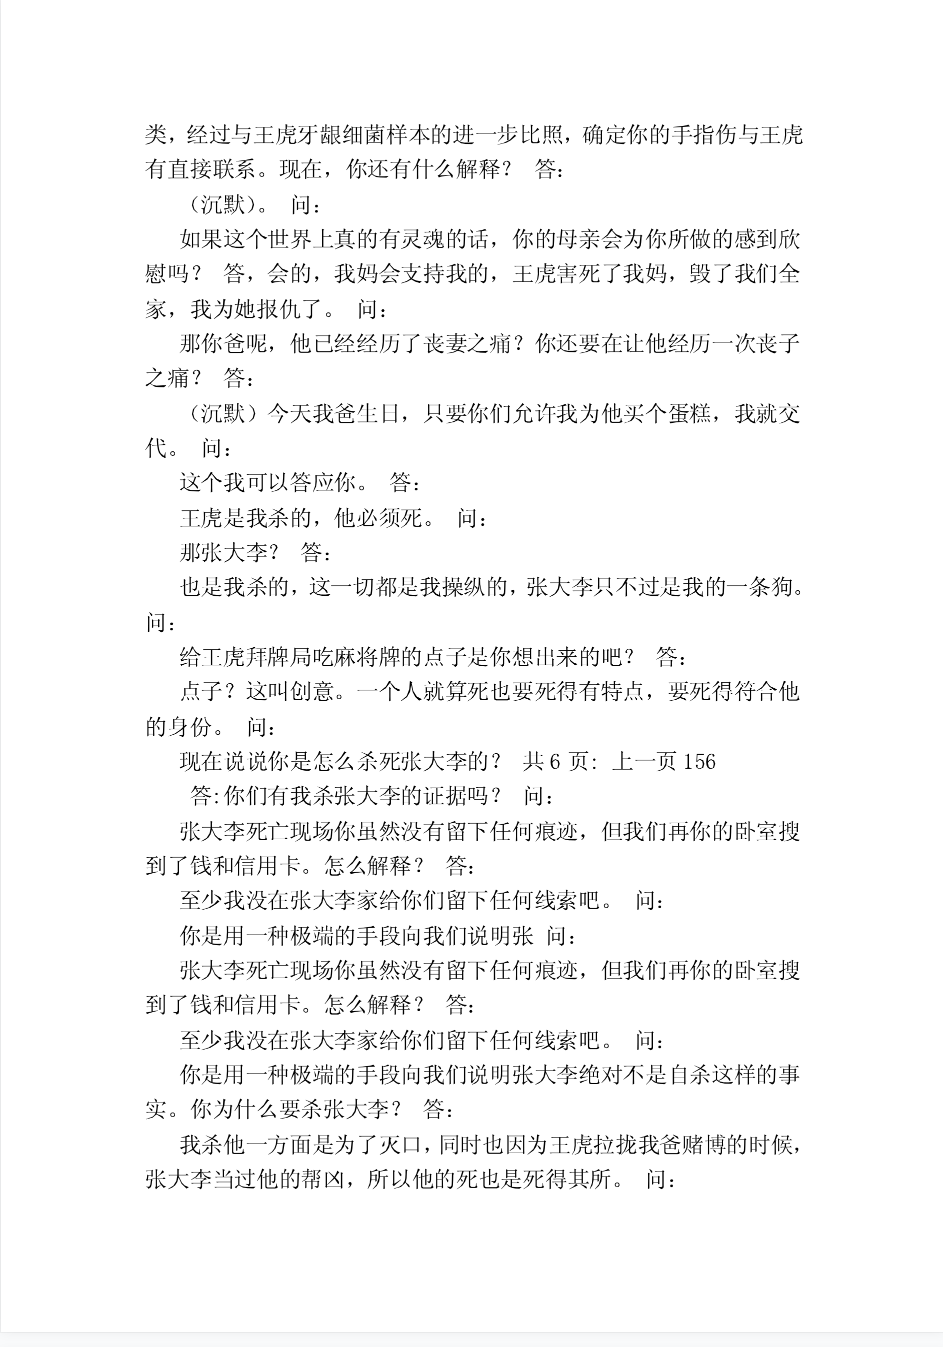 类，经过与王虎牙龈细菌样本的进一步比照，确定你的手指伤与王虎
有直接联系。现在，你还有什么解释？ 答：
（沉默）。 问：
如果这个世界上真的有灵魂的话，你的母亲会为你所做的感到欣
慰吗？ 答，会的，我妈会支持我的，王虎害死了我妈，毁了我们全
家，我为她报仇了。 问：
那你爸呢，他已经经历了丧妻之痛？你还要在让他经历一次丧子
之痛？ 答：
（沉默）今天我爸生日，只要你们允许我为他买个蛋糕，我就交
代。 问：
这个我可以答应你。 答：
王虎是我杀的，他必须死。 问：
那张大李？ 答：
也是我杀的，这一切都是我操纵的，张大李只不过是我的一条狗。
问：
给王虎拜牌局吃麻将牌的点子是你想出来的吧？ 答：
点子？这叫创意。一个人就算死也要死得有特点，要死得符合他
的身份。 问：
现在说说你是怎么杀死张大李的？ 共 6 页: 上一页 156
答:你们有我杀张大李的证据吗？ 问：
张大李死亡现场你虽然没有留下任何痕迹，但我们再你的卧室搜
到了钱和信用卡。怎么解释？ 答：
至少我没在张大李家给你们留下任何线索吧。 问：
你是用一种极端的手段向我们说明张 问：
张大李死亡现场你虽然没有留下任何痕迹，但我们再你的卧室搜
到了钱和信用卡。怎么解释？ 答：
至少我没在张大李家给你们留下任何线索吧。 问：
你是用一种极端的手段向我们说明张大李绝对不是自杀这样的事
实。你为什么要杀张大李？ 答：
我杀他一方面是为了灭口，同时也因为王虎拉拢我爸赌博的时候，
张大李当过他的帮凶，所以他的死也是死得其所。 问：